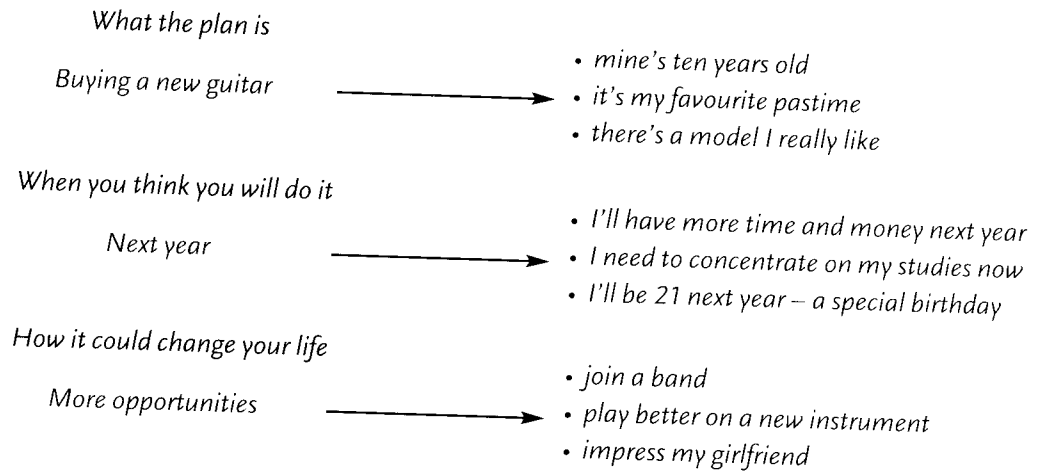 What the plan is
Buying a new guitar
• mine's ten years old
• it's my favourite pastime
• there's a model I really like
When you think you will do it
Next year
• I'll have more time and money next year
• I need to concentrate on my studies now
• I'll be 21 next year – a special birthday
How it could change your life
More opportunities
• join a band
• play better on a new instrument
• impress my girlfriend